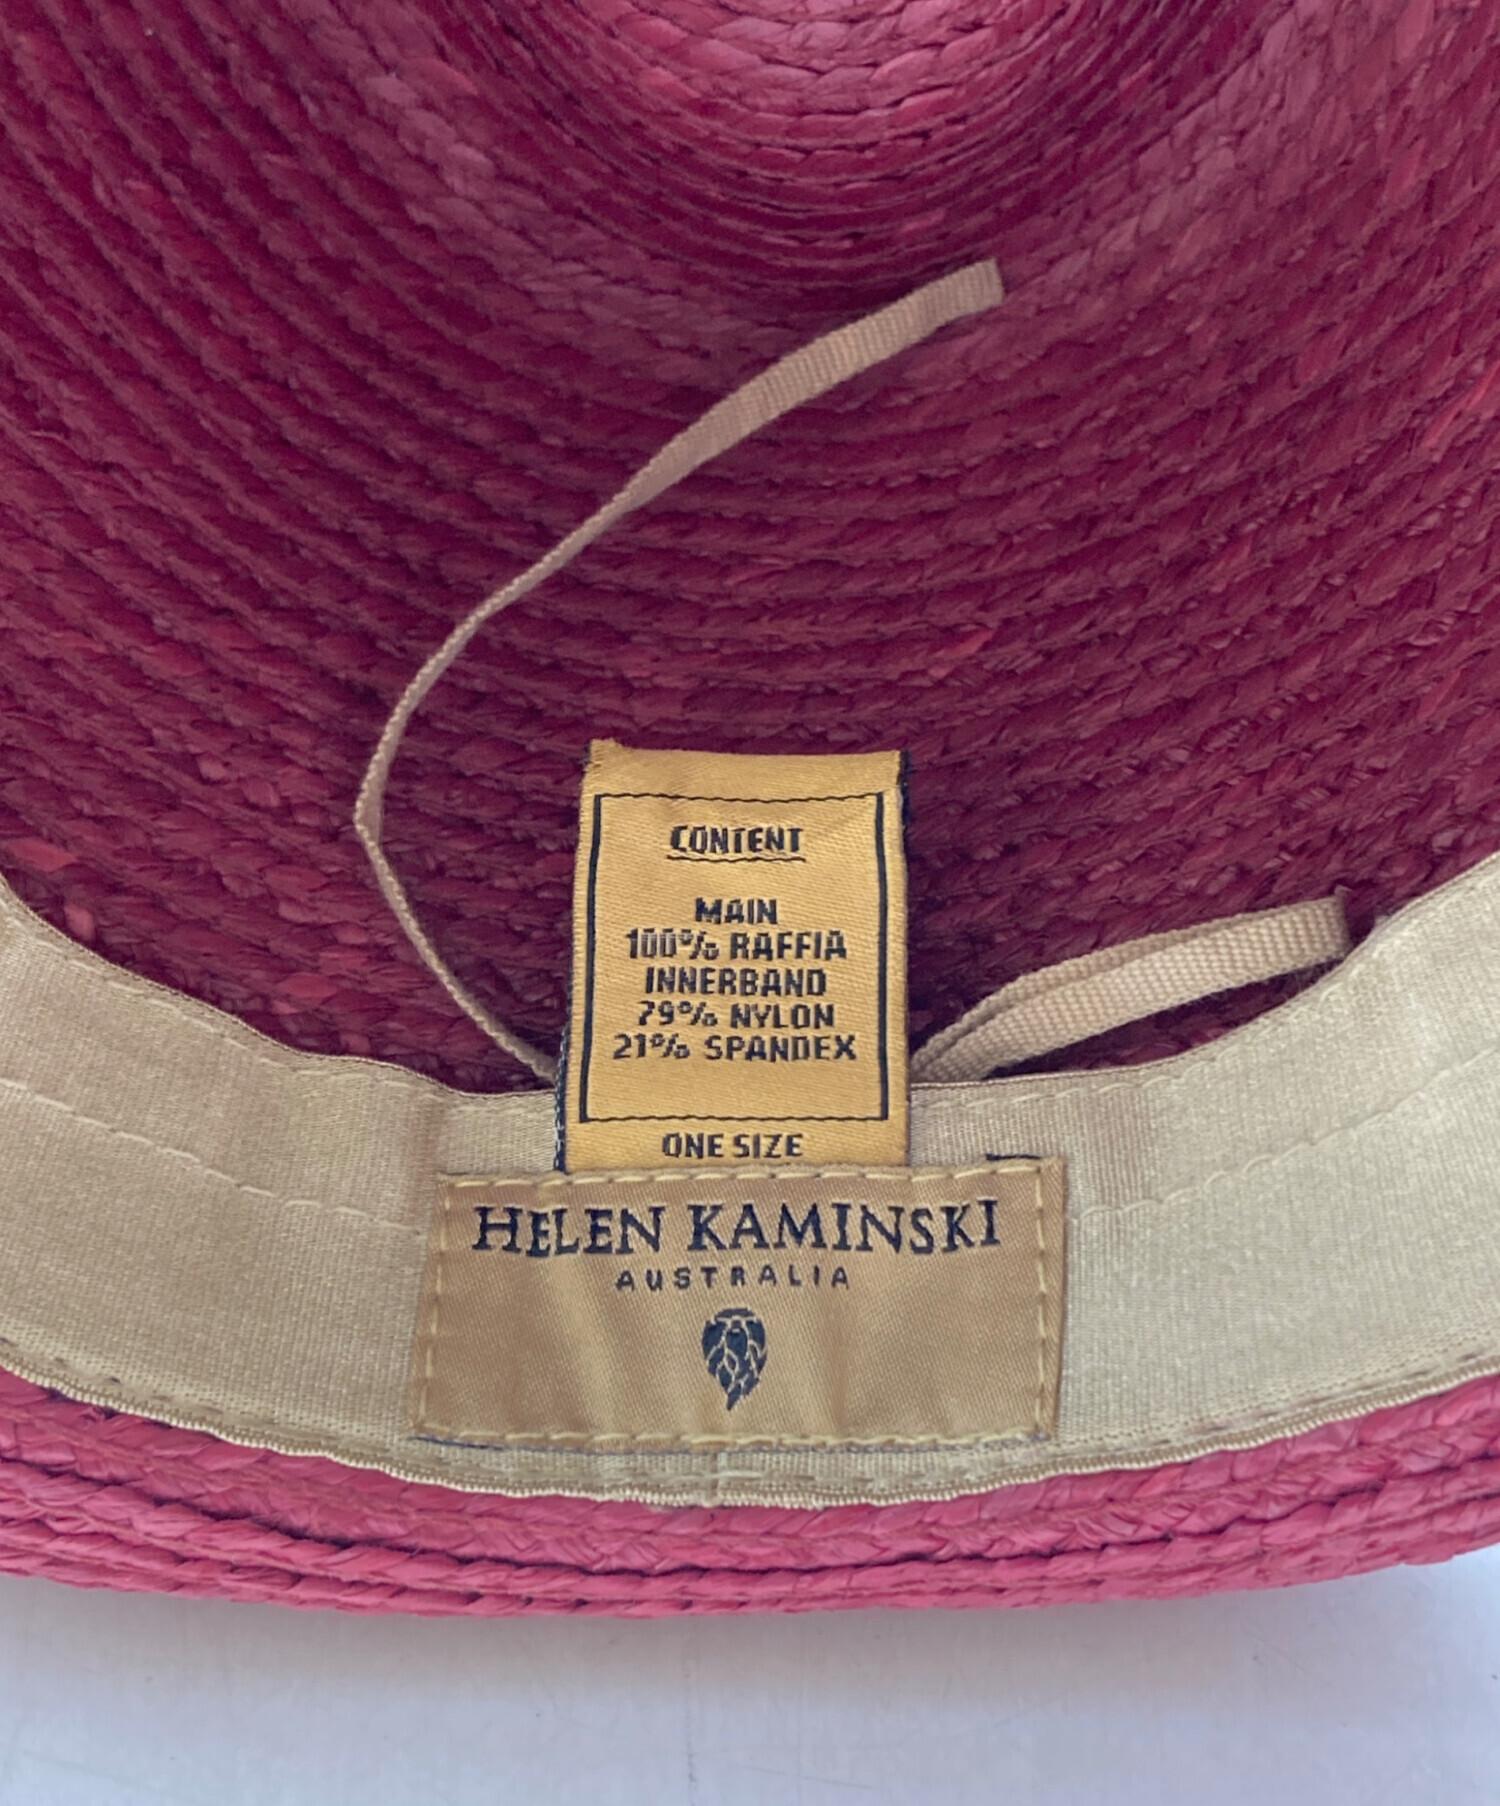 CONTENT
MAIN
100% RAFFIA
INNERBAND
79% NYLON
21% SPANDEX
ONE SIZE
HELEN KAMINSKI
AUSTRALIA